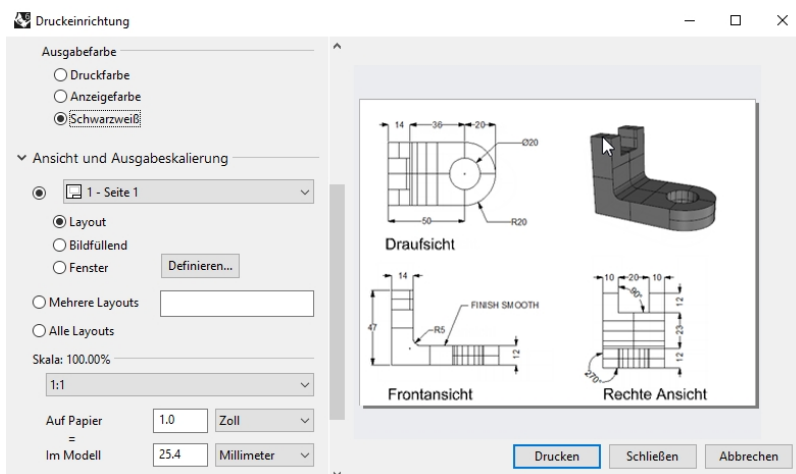 Druckeinrichtung
Ausgabefarbe
Druckfarbe
Anzeigefarbe
Schwarzweiß
Ansicht und Ausgabeskalierung
1 - Seite 1
Layout
Bildfüllend
Fenster
Definieren...
Mehrere Layouts
Alle Layouts
Skala: 100.00%
1:1
Auf Papier 1.0 Zoll
=
Im Modell 25.4 Millimeter
14 36 20
Ø20
50
R20
Draufsicht
14
FINISH SMOOTH
47
R5
12
Frontansicht
10 20 10
90°
12
23
12
270°
Rechte Ansicht
Drucken Schließen Abbrechen